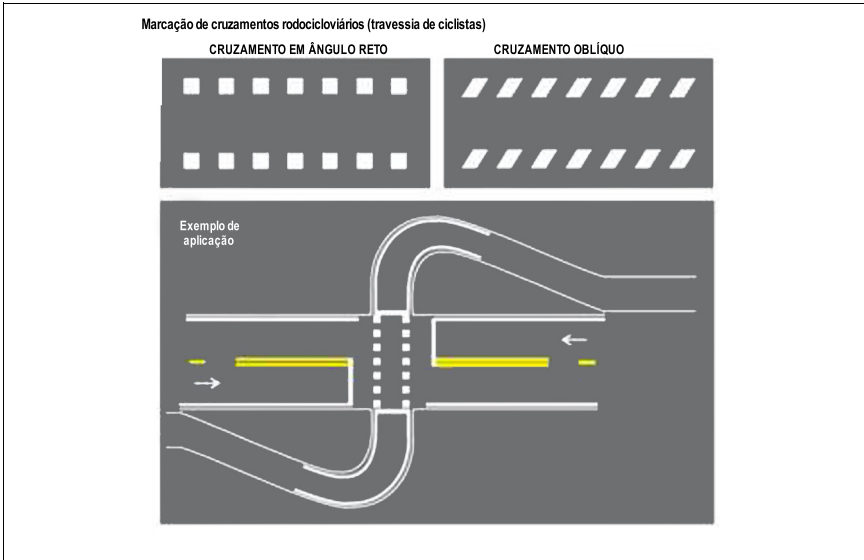 Marcação de cruzamentos rodocicloviários (travessia de ciclistas)
CRUZAMENTO EM ÂNGULO RETO
CRUZAMENTO OBLÍQUO
Exemplo de
aplicação